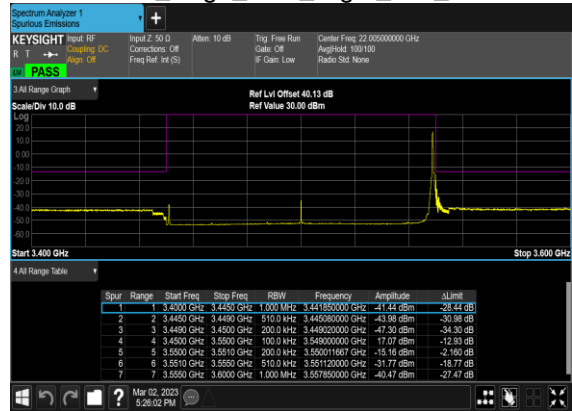 Spectrum Analyzer 1
Spurious Emissions
+
KEYSIGHT
R T
LW PASS
Input: RF
Coupling: DC
Align: Off
Input Z: 50 Ω
Corrections: Off
Freq Ref: Int (S)
Atten: 10 dB
Trig: Free Run
Gate: Off
IF Gain: Low
Center Freq: 22.005000000 GHz
Avg|Hold: 100/100
Radio Std: None
3 All Range Graph
Scale/Div 10.0 dB
Ref Lvl Offset 40.13 dB
Ref Value 30.00 dBm
Log
20.0
10.0
0.00
-10.0
-20.0
-30.0
-40.0
-50.0
-60.0
Start 3.400 GHz
Stop 3.600 GHz
4 All Range Table
Spur Range Start Freq Stop Freq RBW Frequency Amplitude ΔLimit
1 1 3.4000 GHz 3.4450 GHz 1.000 MHz 3.441850000 GHz -41.44 dBm -28.44 dB
2 2 3.4450 GHz 3.4490 GHz 510.0 kHz 3.445080000 GHz -43.98 dBm -30.98 dB
3 3 3.4490 GHz 3.4500 GHz 200.0 kHz 3.449020000 GHz -47.30 dBm -34.30 dB
4 4 3.4500 GHz 3.5500 GHz 100.0 kHz 3.549000000 GHz 17.07 dBm -12.93 dB
5 5 3.5500 GHz 3.5510 GHz 200.0 kHz 3.550011667 GHz -15.16 dBm -2.160 dB
6 6 3.5510 GHz 3.5550 GHz 510.0 kHz 3.551120000 GHz -31.77 dBm -18.77 dB
7 7 3.5550 GHz 3.6000 GHz 1.000 MHz 3.557850000 GHz -40.47 dBm -27.47 dB
?
Mar 02, 2023
5:26:02 PM